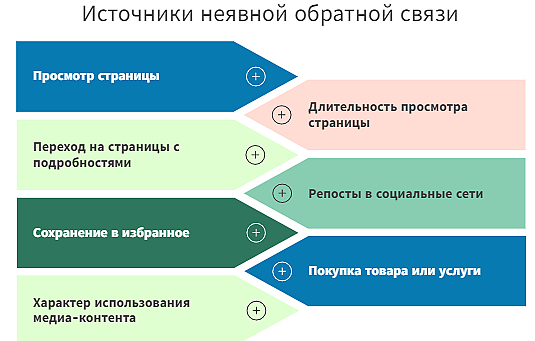 Источники неявной обратной связи
Просмотр страницы
Длительность просмотра
страницы
Переход на страницы с
подробностями
Репосты в социальные сети
Сохранение в избранное
Покупка товара или услуги
Характер использования
медиа-контента